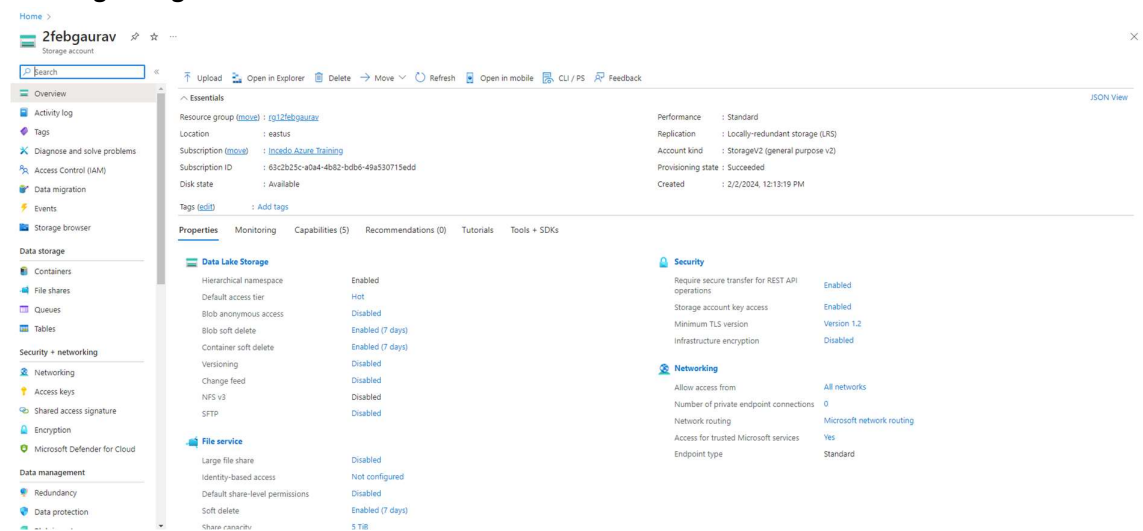 Home >
2febgaurav
Storage account
Search
Upload Open in Explorer Delete Move Refresh Open in mobile CLI / PS Feedback
Overview
Activity log
Tags
Diagnose and solve problems
Access Control (IAM)
Data migration
Events
Storage browser
Data storage
Containers
File shares
Queues
Tables
Security + networking
Networking
Access keys
Shared access signature
Encryption
Microsoft Defender for Cloud
Data management
Redundancy
Data protection
Essentials
JSON View
Resource group (move) : rg12febgaurav
Location : eastus
Subscription (move) : Incedo Azure Training
Subscription ID : 63c2b25c-a0a4-4b82-bdb6-49a530715edd
Disk state : Available
Performance : Standard
Replication : Locally-redundant storage (LRS)
Account kind : StorageV2 (general purpose v2)
Provisioning state : Succeeded
Created : 2/2/2024, 12:13:19 PM
Tags (edit) : Add tags
Properties Monitoring Capabilities (5) Recommendations (0) Tutorials Tools + SDKs
Data Lake Storage
Hierarchical namespace Enabled
Default access tier Hot
Blob anonymous access Disabled
Blob soft delete Enabled (7 days)
Container soft delete Enabled (7 days)
Versioning Disabled
Change feed Disabled
NFS v3 Disabled
SFTP Disabled
File service
Large file share Disabled
Identity-based access Not configured
Default share-level permissions Disabled
Soft delete Enabled (7 days)
Share capacity 5 TiB
Security
Require secure transfer for REST API
operations Enabled
Storage account key access Enabled
Minimum TLS version Version 1.2
Infrastructure encryption Disabled
Networking
Allow access from All networks
Number of private endpoint connections 0
Network routing Microsoft network routing
Access for trusted Microsoft services Yes
Endpoint type Standard